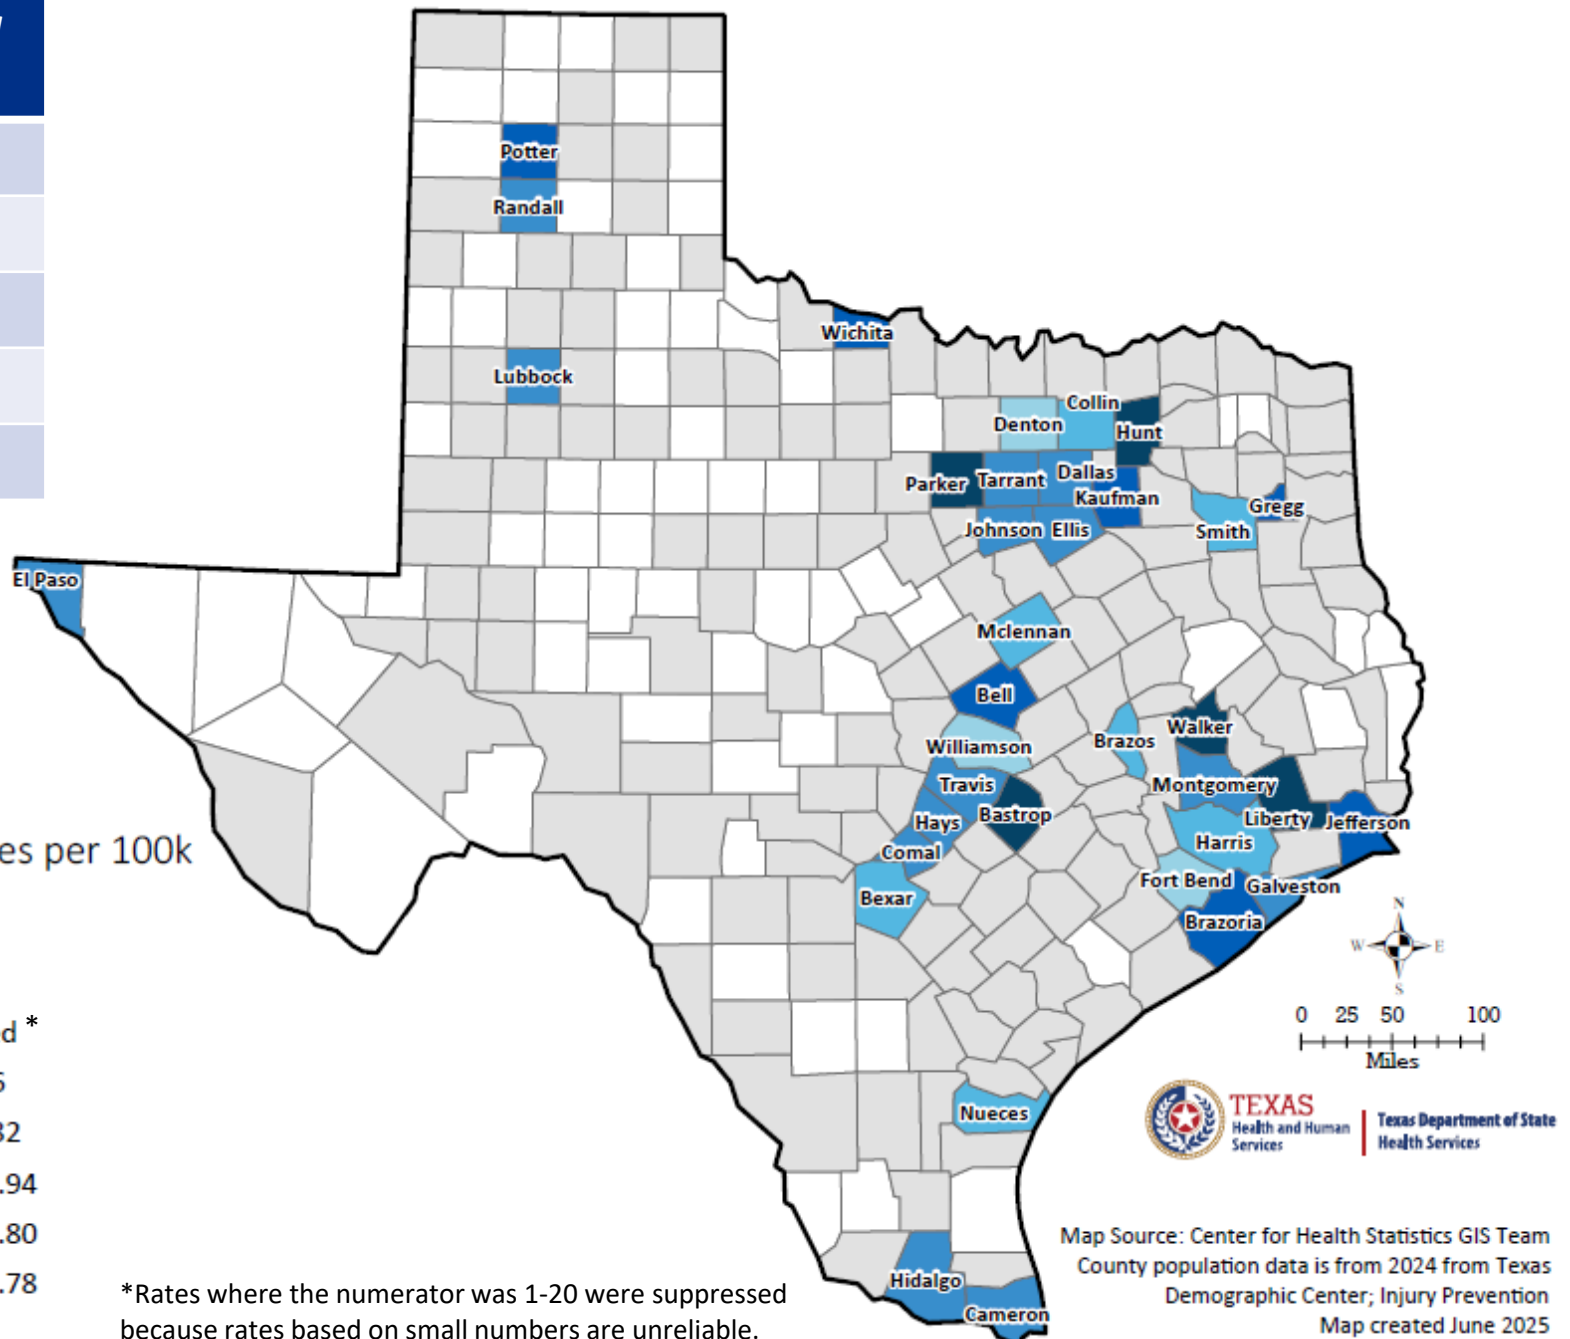 Potter
Randall
Wichita
Lubbock
Collin
Denton
Hunt
Parker
Tarrant
Dallas
Kaufman
Gregg
Johnson
Ellis
Smith
El Paso
Mclennan
Bell
Walker
Brazos
Williamson
Travis
Montgomery
Bastrop
Hays
Liberty
Jefferson
Harris
Comal
es per 100k
Fort Bend
Galveston
Bexar
Brazoria
N
W
E
S
0 25 50 100
Miles
d *
32
.94
.80
.78
Nueces
TEXAS
Health and Human
Services
Texas Department of State
Health Services
Hidalgo
Cameron
*Rates where the numerator was 1-20 were suppressed
because rates based on small numbers are unreliable.
Map Source: Center for Health Statistics GIS Team
County population data is from 2024 from Texas
Demographic Center; Injury Prevention
Map created June 2025